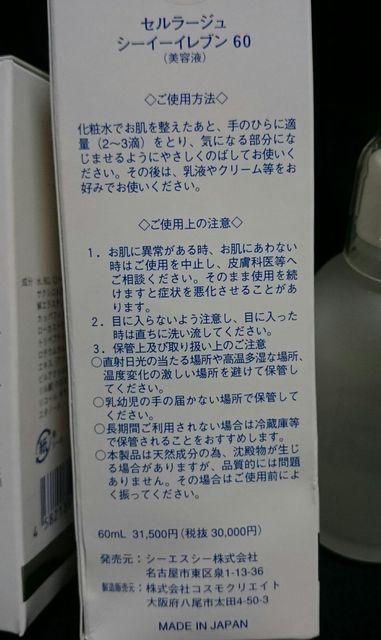 セルラージュ
シーイーイレブン 60
(美容液)
◇ご使用方法◇
化粧水でお肌を整えたあと、手のひらに適
量(2～3滴)をとり、気になる部分にな
じませるようにやさしくのばしてお使いく
ださい。その後は、乳液やクリーム等をお
好みでお使いください。
◇ご使用上の注意◇
1．お肌に異常がある時、お肌にあわない
時はご使用を中止し、皮膚科医等へ
ご相談ください。そのまま使用を続
けますと症状を悪化させることがあ
ります。
2．目に入らないよう注意し、目に入った
時は直ちに洗い流してください。
3．保管上及び取り扱い上のご注意
○直射日光の当たる場所や高温多湿な場所、
温度変化の激しい場所を避けて保管し
てください。
○乳幼児の手の届かない場所で保管してく
ださい。
○長期間ご利用されない場合は冷蔵庫等
で保管されることをおすすめします。
○本製品は天然成分の為、沈殿物が生じ
る場合がありますが、品質的には問題
ありません。その場合はご使用前によ
く振ってください。
60mL 31,500円(税抜 30,000円)
発売元：シーエスシー株式会社
名古屋市東区泉1-13-36
製造販売元：株式会社コスモクリエイト
大阪府八尾市太田4-50-3
MADE IN JAPAN